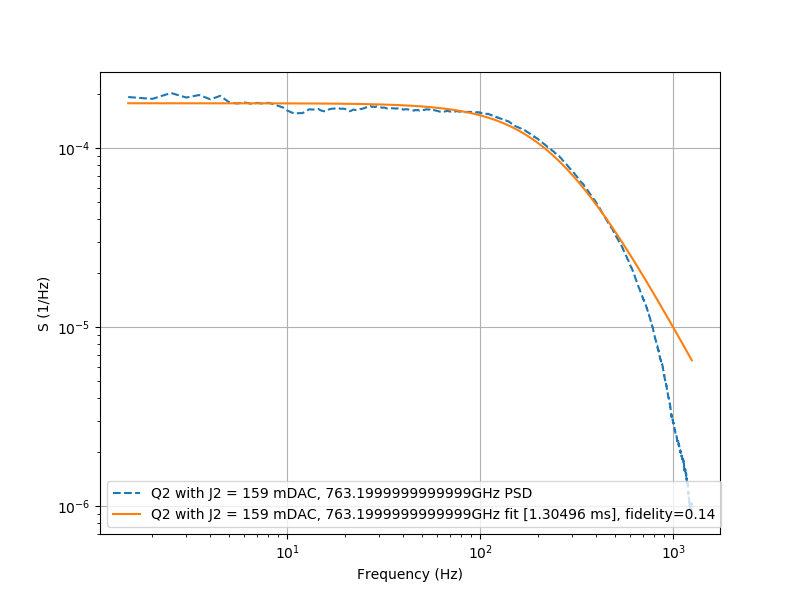 10⁻⁴
10⁻⁵
10⁻⁶
S (1/Hz)
Q2 with J2 = 159 mDAC, 763.1999999999999GHz PSD
Q2 with J2 = 159 mDAC, 763.1999999999999GHz fit [1.30496 ms], fidelity=0.14
10¹ 10² 10³
Frequency (Hz)